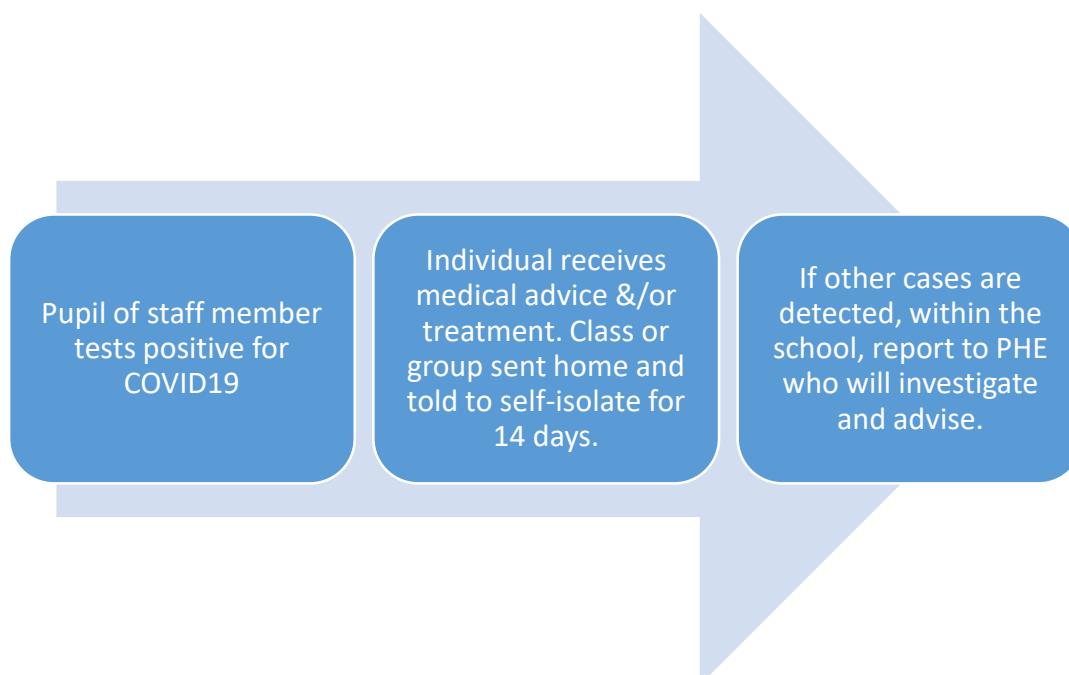 Pupil of staff member
tests positive for
COVID19
Individual receives
medical advice &/or
treatment. Class or
group sent home and
told to self-isolate for
14 days.
If other cases are
detected, within the
school, report to PHE
who will investigate
and advise.